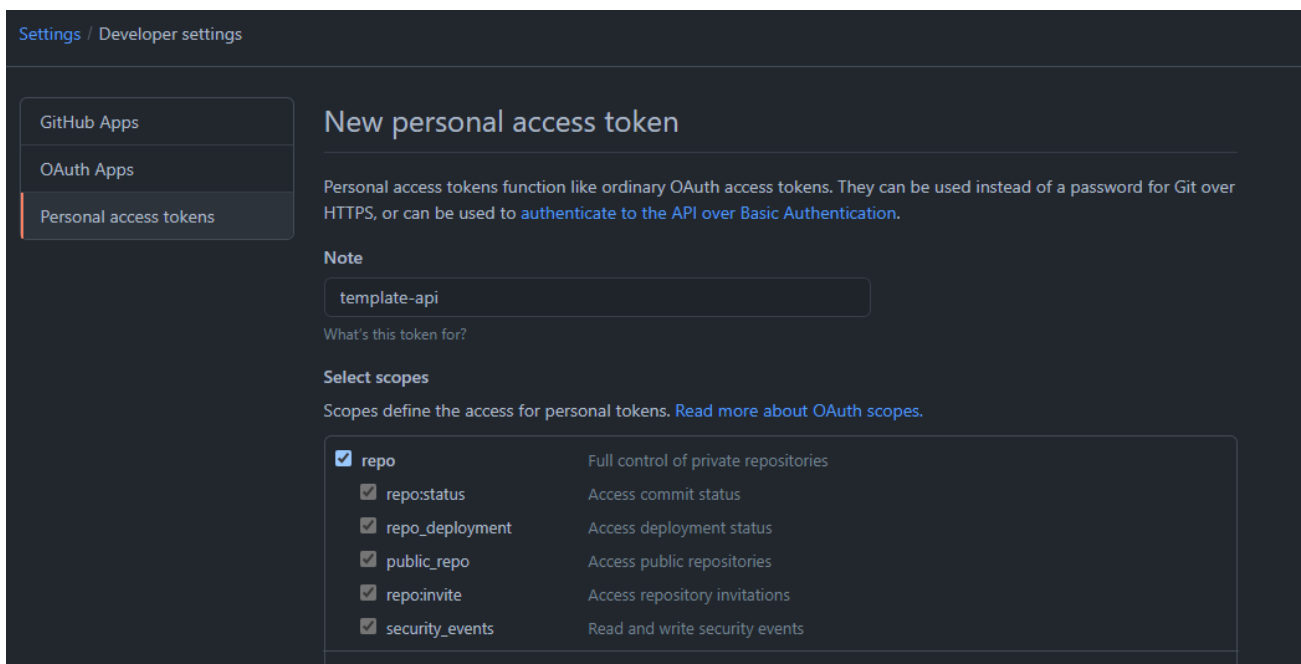 Settings / Developer settings
GitHub Apps
OAuth Apps
Personal access tokens
New personal access token
Personal access tokens function like ordinary OAuth access tokens. They can be used instead of a password for Git over
HTTPS, or can be used to authenticate to the API over Basic Authentication.
Note
template-api
What's this token for?
Select scopes
Scopes define the access for personal tokens. Read more about OAuth scopes.
repo Full control of private repositories
repo:status Access commit status
repo_deployment Access deployment status
public_repo Access public repositories
repo:invite Access repository invitations
security_events Read and write security events